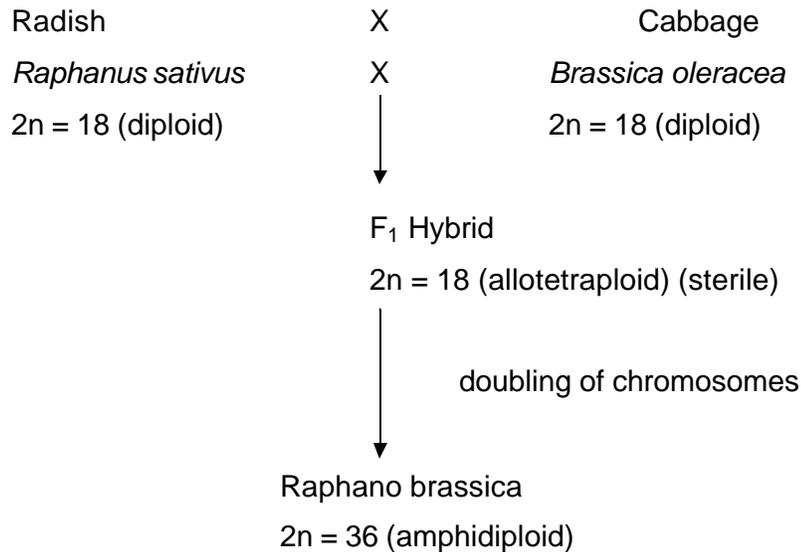 Radish X Cabbage
Raphanus sativus X Brassica oleracea
2n = 18 (diploid) 2n = 18 (diploid)
F₁ Hybrid
2n = 18 (allotetraploid) (sterile)
doubling of chromosomes
Raphano brassica
2n = 36 (amphidiploid)